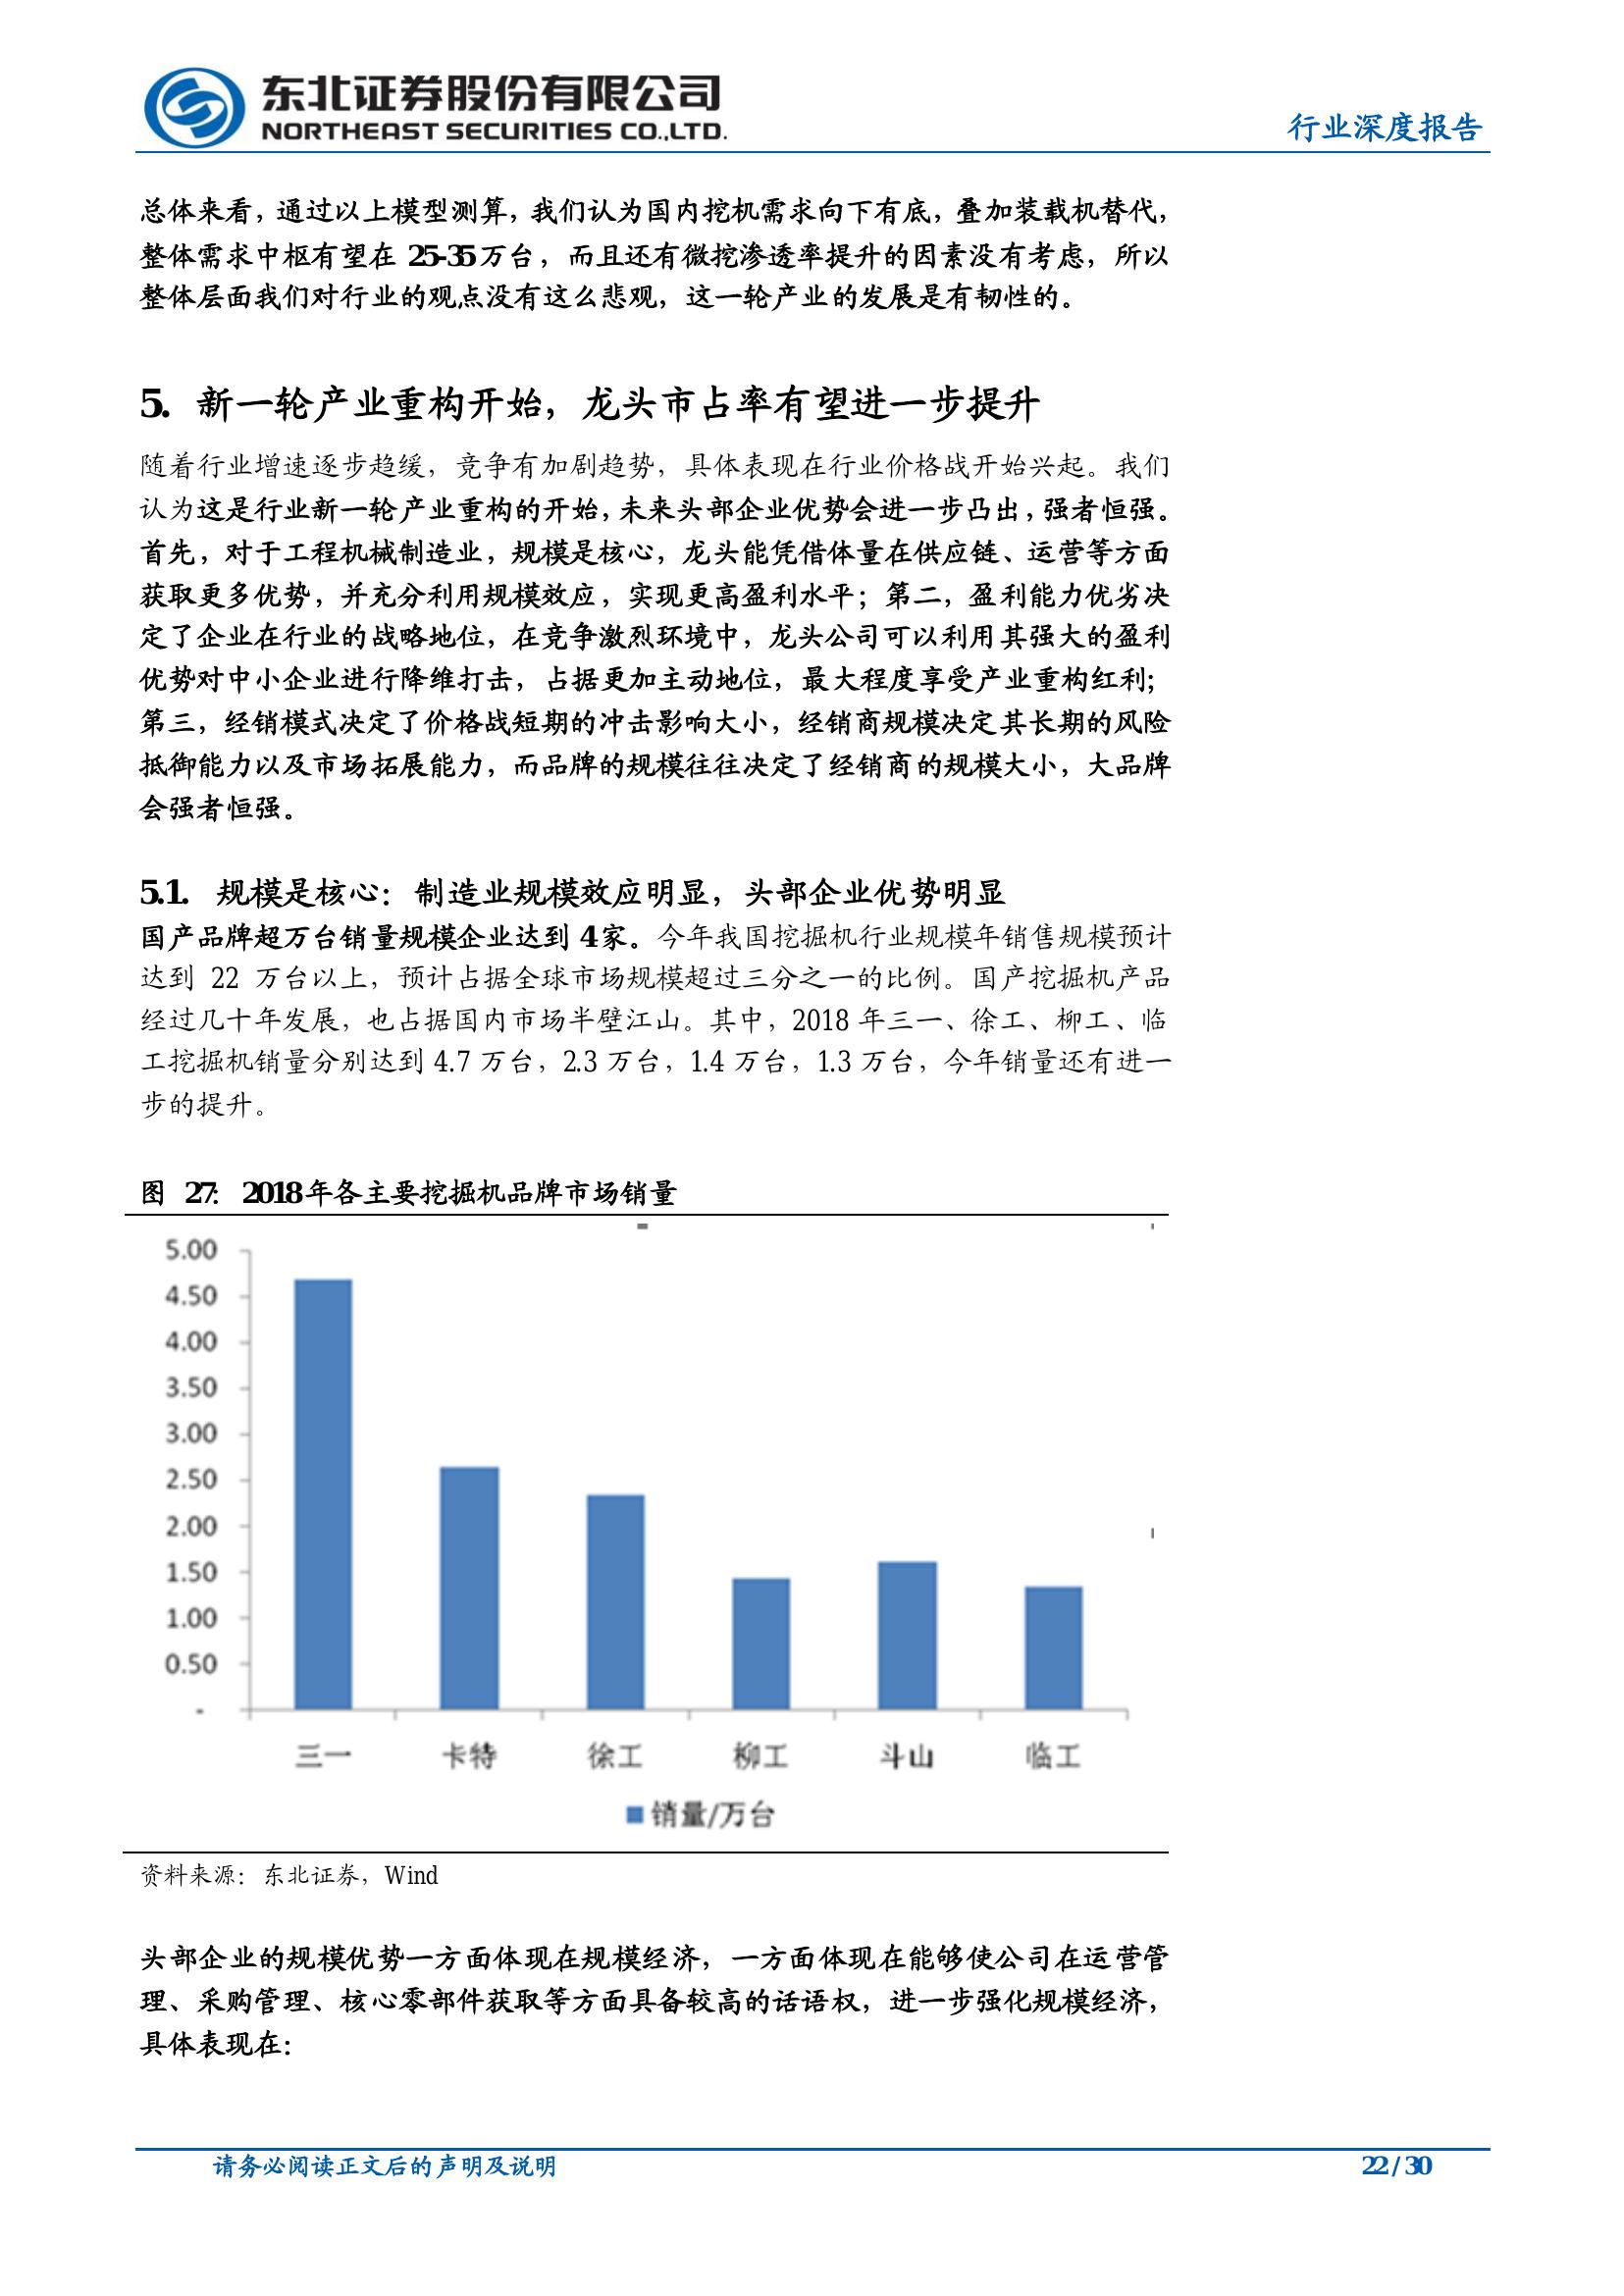 东北证券股份有限公司
NORTHEAST SECURITIES CO.,LTD.
行业深度报告
总体来看，通过以上模型测算，我们认为国内挖机需求向下有底，叠加装载机替代，
整体需求中枢有望在 25-35 万台，而且还有微挖渗透率提升的因素没有考虑，所以
整体层面我们对行业的观点没有这么悲观，这一轮产业的发展是有韧性的。
5. 新一轮产业重构开始，龙头市占率有望进一步提升
随着行业增速逐步趋缓，竞争有加剧趋势，具体表现在行业价格战开始兴起。我们
认为这是行业新一轮产业重构的开始，未来头部企业优势会进一步凸出，强者恒强。
首先，对于工程机械制造业，规模是核心，龙头能凭借体量在供应链、运营等方面
获取更多优势，并充分利用规模效应，实现更高盈利水平；第二，盈利能力优劣决
定了企业在行业的战略地位，在竞争激烈环境中，龙头公司可以利用其强大的盈利
优势对中小企业进行降维打击，占据更加主动地位，最大程度享受产业重构红利；
第三，经销模式决定了价格战短期的冲击影响大小，经销商规模决定其长期的风险
抵御能力以及市场拓展能力，而品牌的规模往往决定了经销商的规模大小，大品牌
会强者恒强。
5.1. 规模是核心：制造业规模效应明显，头部企业优势明显
国产品牌超万台销量规模企业达到 4 家。今年我国挖掘机行业规模年销售规模预计
达到 22 万台以上，预计占据全球市场规模超过三分之一的比例。国产挖掘机产品
经过几十年发展，也占据国内市场半壁江山。其中，2018 年三一、徐工、柳工、临
工挖掘机销量分别达到 4.7 万台，2.3 万台，1.4 万台，1.3 万台，今年销量还有进一
步的提升。
图 27： 2018 年各主要挖掘机品牌市场销量
5.00
4.50
4.00
3.50
3.00
2.50
2.00
1.50
1.00
0.50
-
三一 卡特 徐工 柳工 斗山 临工
销量/万台
资料来源：东北证券，Wind
头部企业的规模优势一方面体现在规模经济，一方面体现在能够使公司在运营管
理、采购管理、核心零部件获取等方面具备较高的话语权，进一步强化规模经济，
具体表现在：
请务必阅读正文后的声明及说明
22 / 30